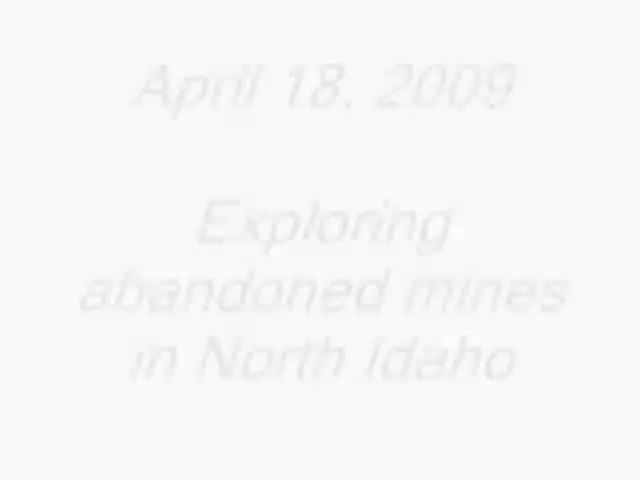 April 18, 2009
Exploring
abandoned mines
in North Idaho